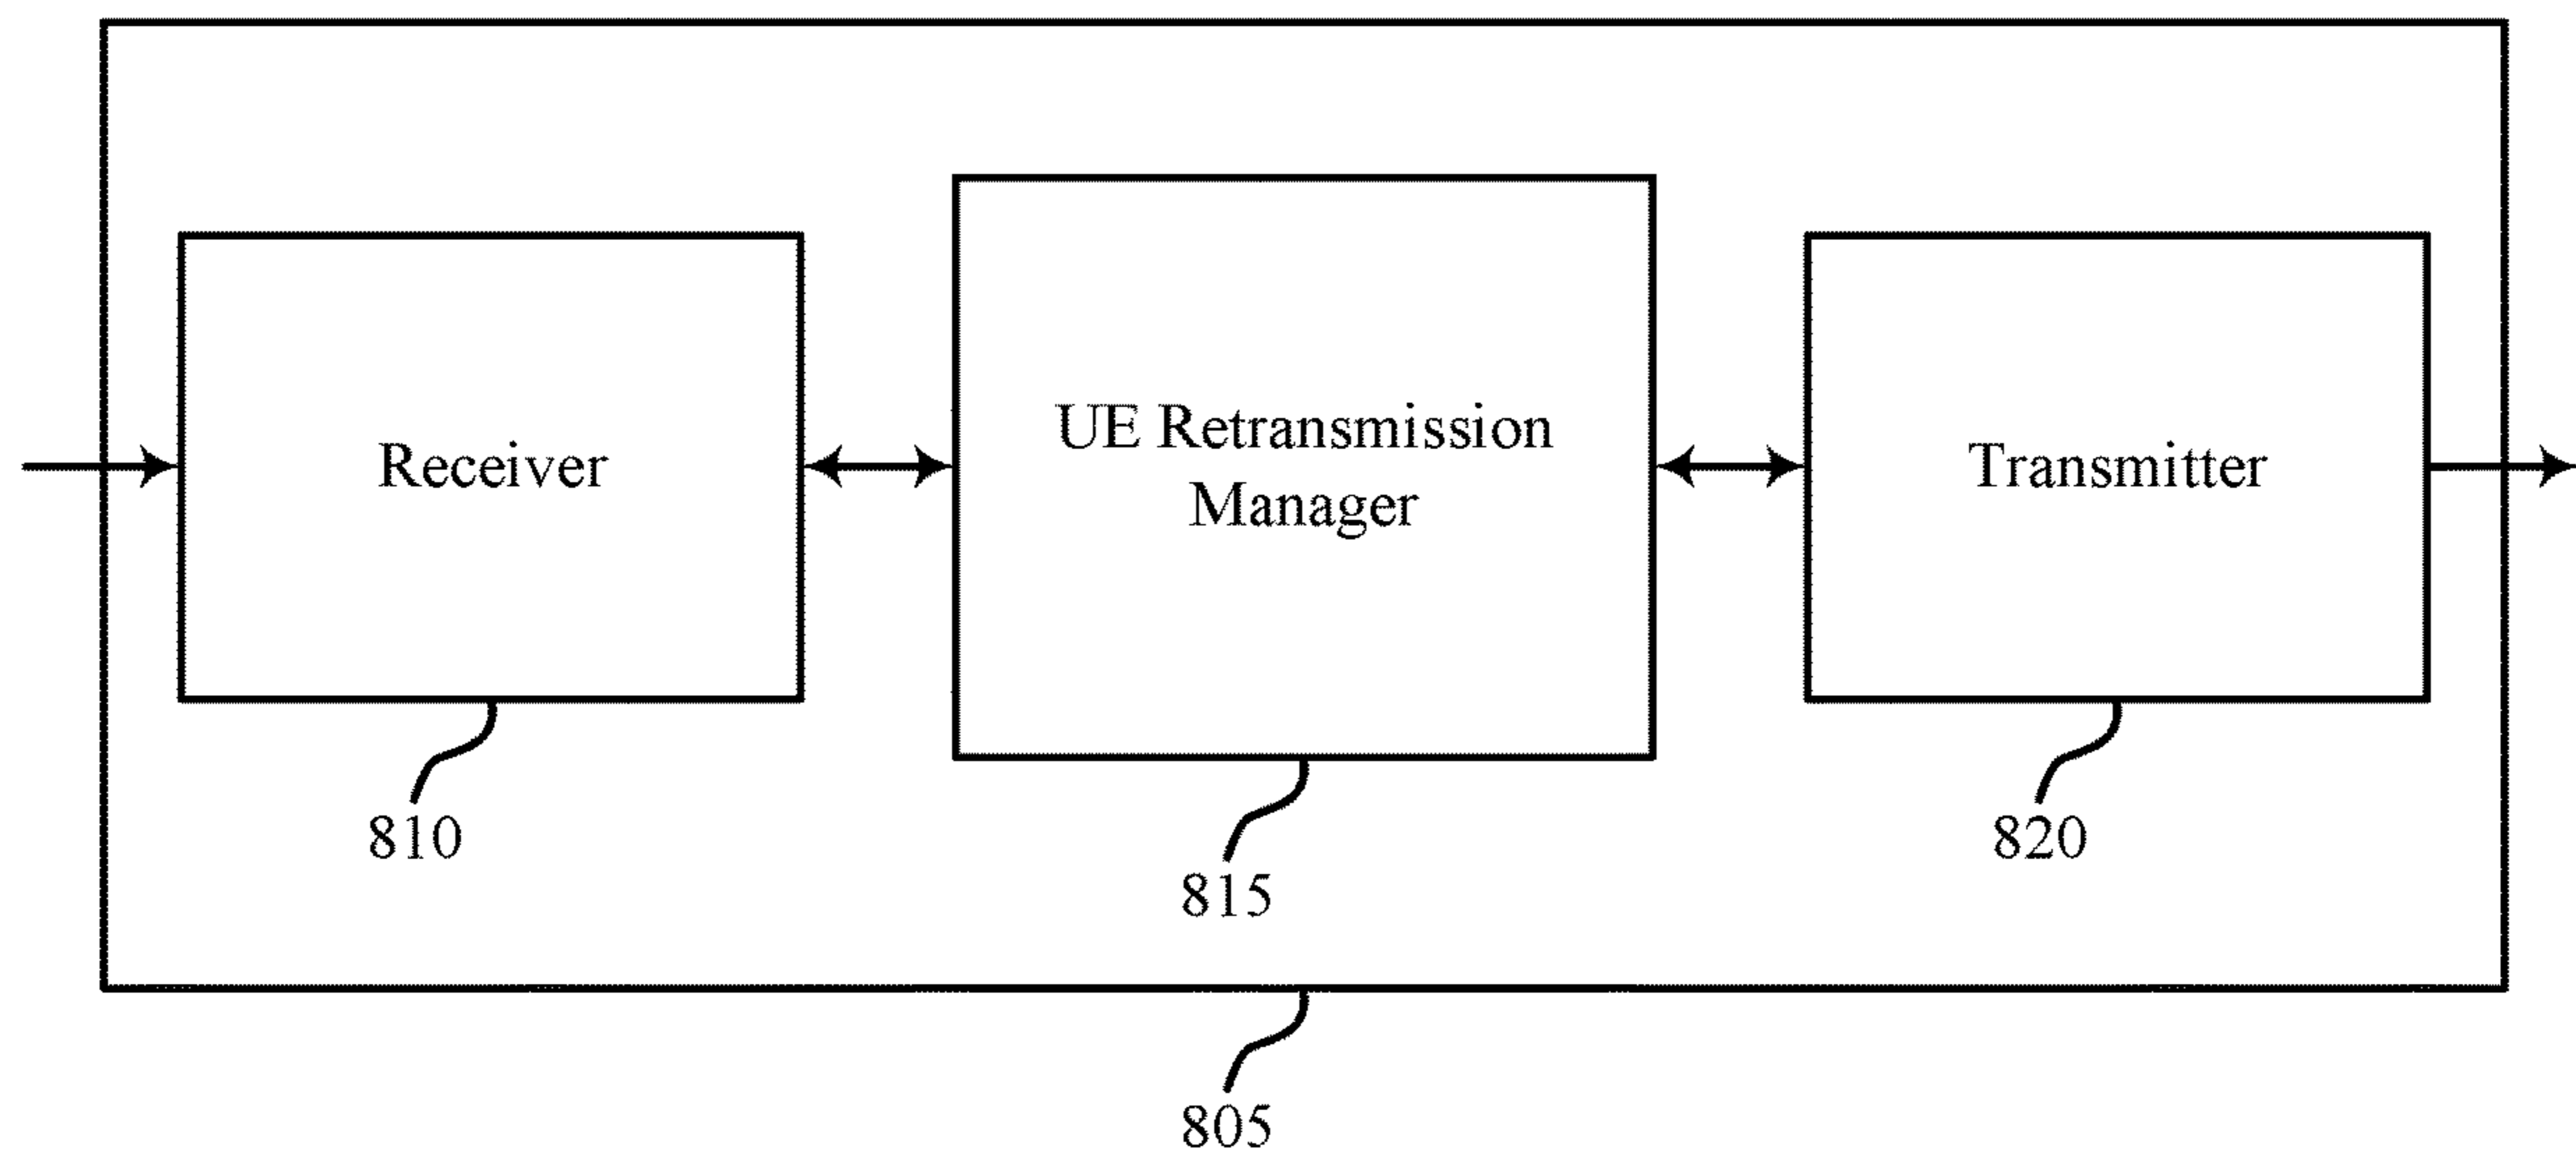 Receiver
UE Retransmission
Manager
Transmitter
810
815
820
805